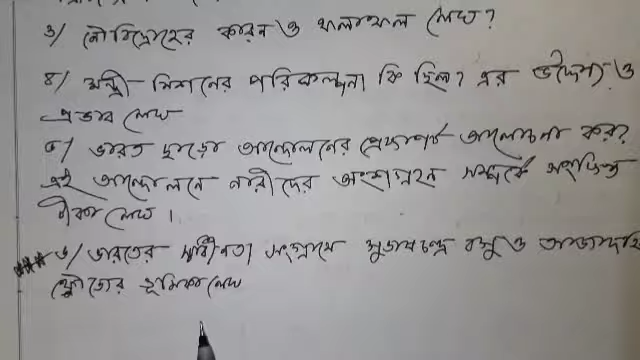 ৩/ নৌবিদ্রোহের কারন ও ফলাফল লেখ?
৪/ মন্ত্রী মিশনের পরিকল্পনা কি ছিল? এর উদ্দেশ্য ও
প্রভাব লেখ
৫/ ভারত ছাড়ো আন্দোলনের প্রেক্ষাপট আলোচনা কর?
এই আন্দোলনে নারীদের অংশগ্রহন সম্পর্কে সংক্ষিপ্ত
টীকা লেখ।
*** ৬/ ভারতের স্বাধীনতা সংগ্রামে সুভাষচন্দ্র বসু ও আজাদহি
ফৌজের ভূমিকা লেখ